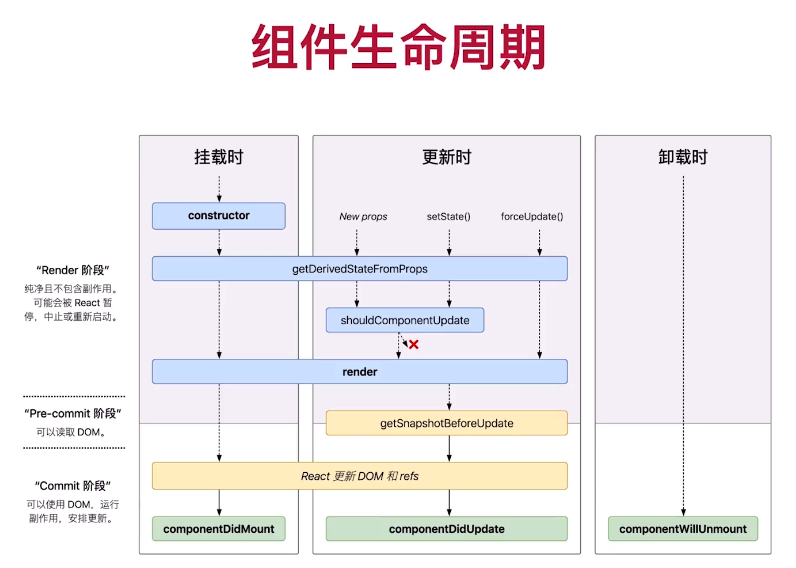 组件生命周期
挂载时
更新时
卸载时
constructor
New props
setState()
forceUpdate()
“Render 阶段”
纯净且不包含副作用。
可能会被 React 暂
停，中止或重新启动。
getDerivedStateFromProps
shouldComponentUpdate
render
“Pre-commit 阶段”
可以读取 DOM。
getSnapshotBeforeUpdate
“Commit 阶段”
可以使用 DOM，运行
副作用，安排更新。
React 更新 DOM 和 refs
componentDidMount
componentDidUpdate
componentWillUnmount